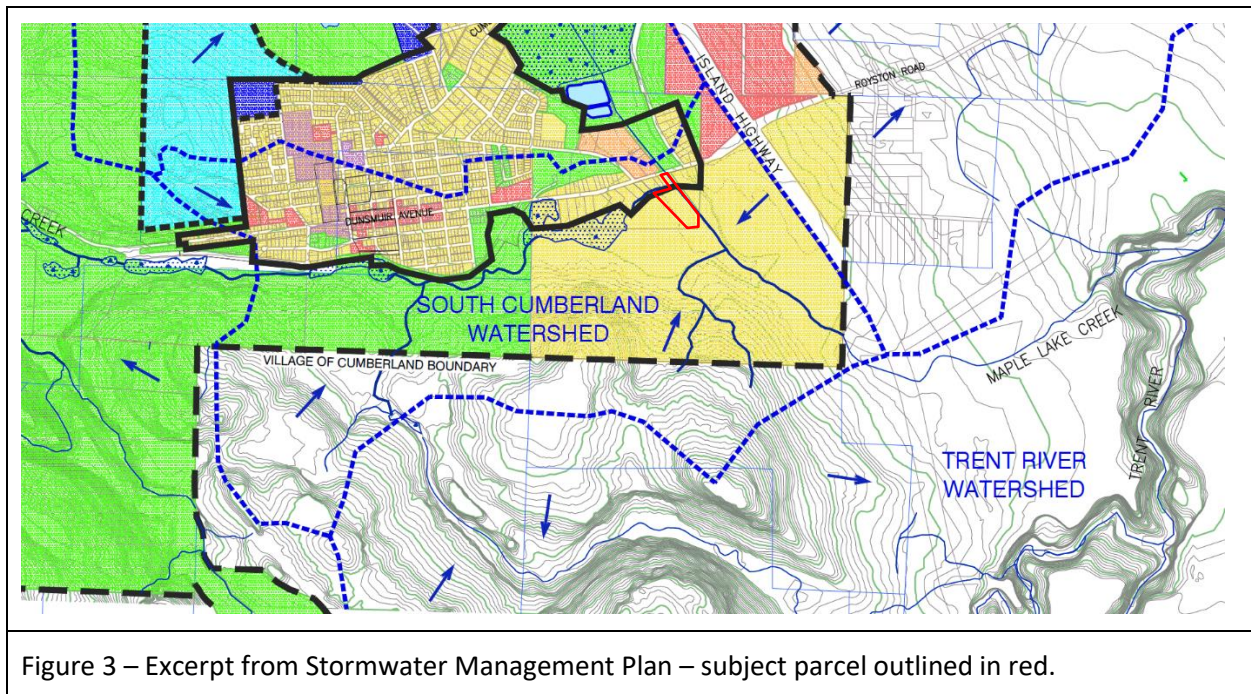 CUM
ISLAND HIGHWAY
ROYSTON ROAD
DUNSMUIR AVENUE
CREEK
SOUTH CUMBERLAND
WATERSHED
VILLAGE OF CUMBERLAND BOUNDARY
MAPLE LAKE CREEK
TRENT RIVER
TRENT RIVER
WATERSHED
Figure 3 – Excerpt from Stormwater Management Plan – subject parcel outlined in red.